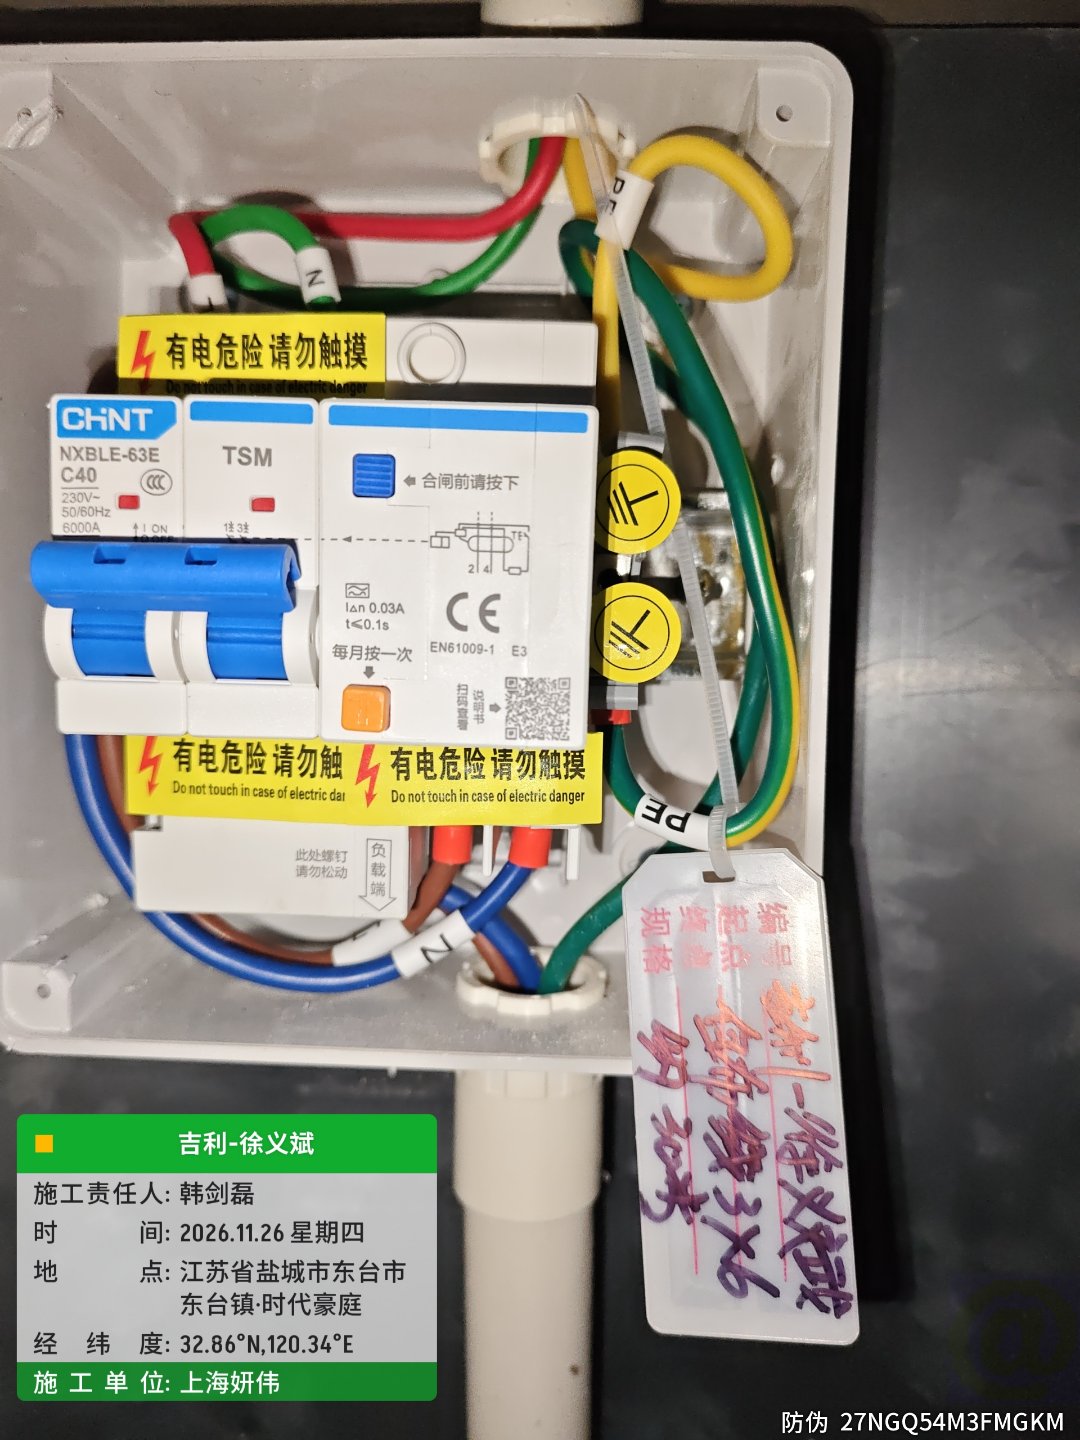 PE
N
有电危险 请勿触摸
Do not touch in case of electric danger
CHNT
NXBLE-63E
C40
230V~
50/60Hz
6000A
I ON
TSM
1 3
合闸前请按下
TE
2 4
I△n 0.03A
t≤0.1s
CE
EN61009-1 E3
每月按一次
扫码查看
说明书
有电危险 请勿触
Do not touch in case of electric dan
有电危险 请勿触摸
Do not touch in case of electric danger
PE
此处螺钉
请勿松动
负载端
N
编号
起点
终点
规格
吉利-徐义斌
施工责任人: 韩剑磊
时 间: 2026.11.26 星期四
地 点: 江苏省盐城市东台市
东台镇·时代豪庭
经 纬 度: 32.86°N,120.34°E
施 工 单 位: 上海妍伟
防伪 27NGQ54M3FMGKM